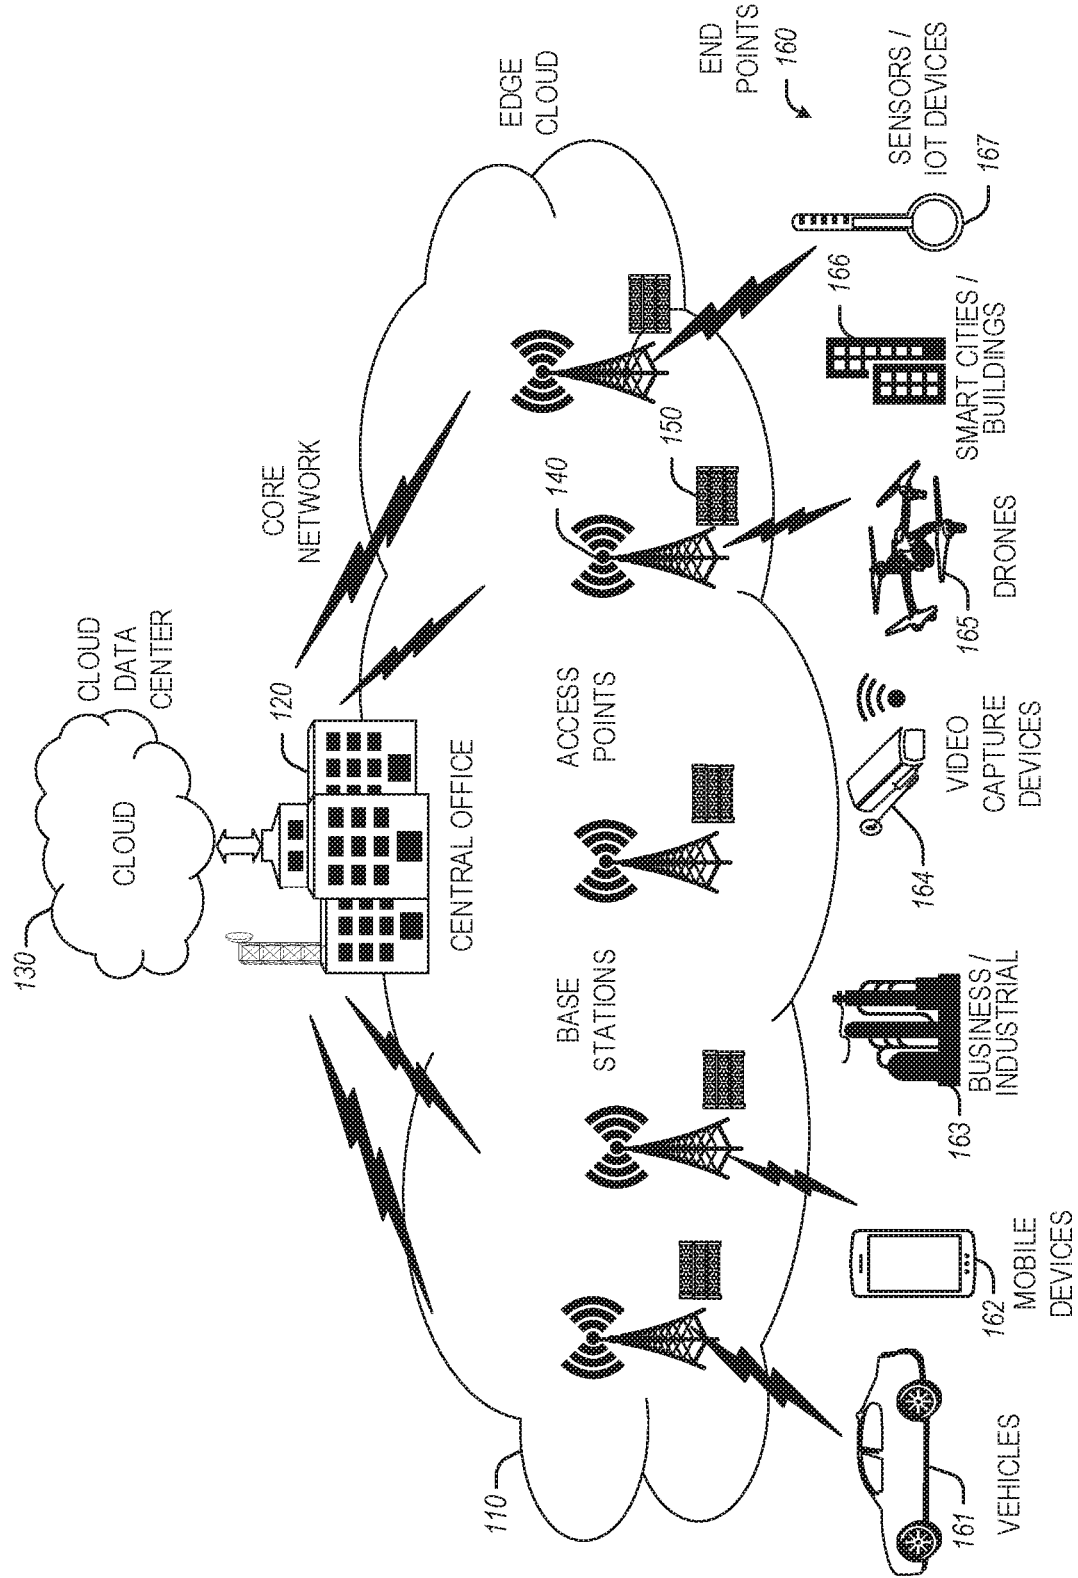 130
CLOUD
CLOUD
DATA
CENTER
120
CENTRAL OFFICE
CORE
NETWORK
EDGE
CLOUD
110
BASE
STATIONS
ACCESS
POINTS
140
150
END
POINTS
160
161
VEHICLES
162
MOBILE
DEVICES
163
BUSINESS /
INDUSTRIAL
164
VIDEO
CAPTURE
DEVICES
165
DRONES
166
SMART CITIES /
BUILDINGS
167
SENSORS /
IOT DEVICES